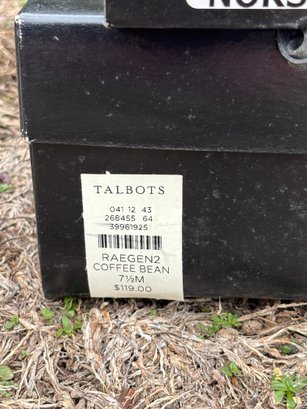 TALBOTS
041 12 43
268455 64
39961925
RAEGEN2
COFFEE BEAN
7½M
$119.00